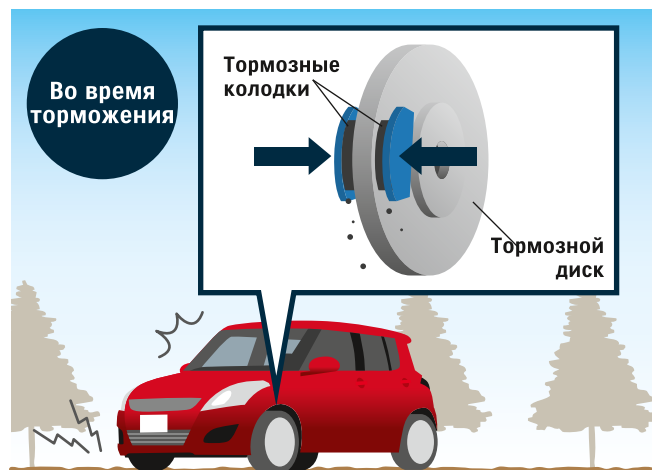 Во время
торможения
Тормозные
колодки
Тормозной
диск